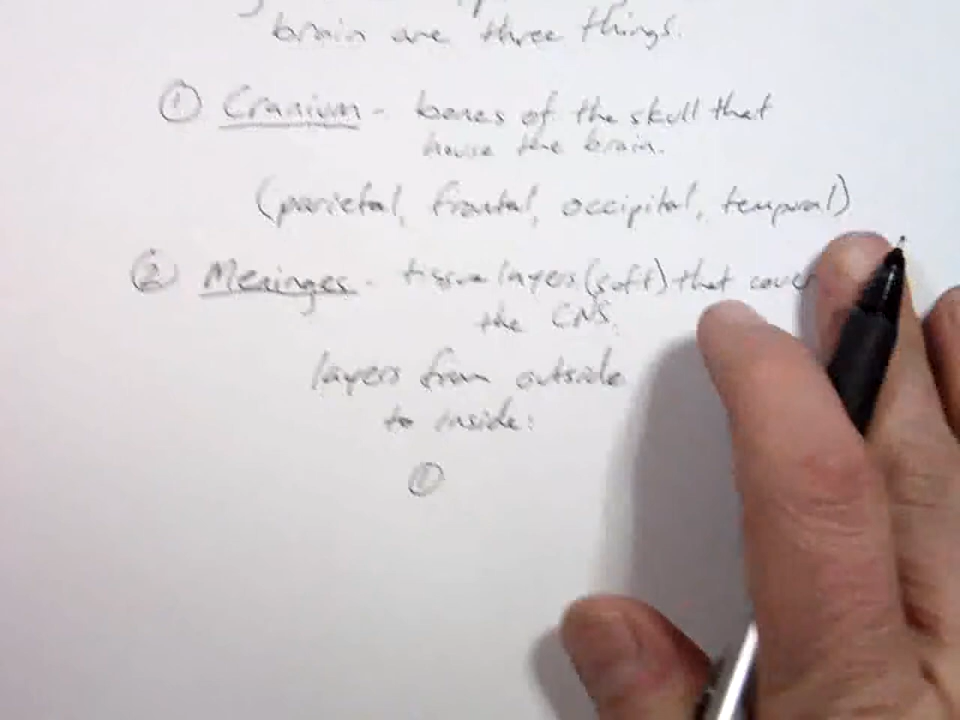 brain are three things.
① Cranium - bones of the skull that
house the brain.
(parietal, frontal, occipital, temporal)
② Meninges - tissue layers (soft) that cover
the CNS.
layers from outside
to inside:
①